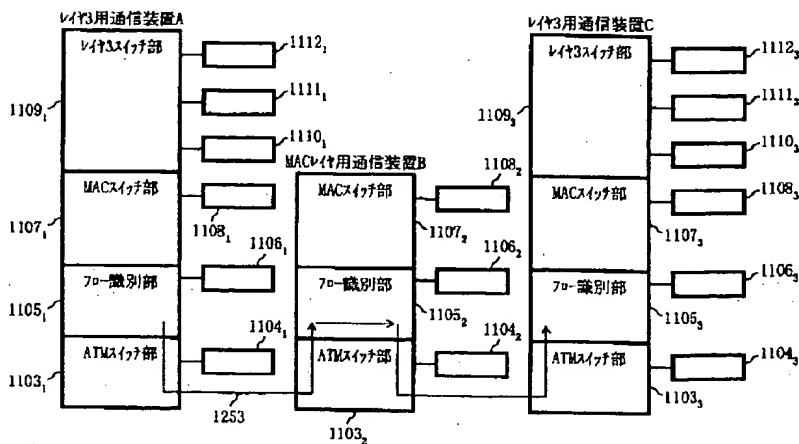 レイヤ3用通信装置A
レイヤ3スイッチ部
1112₁
1111₁
1109₁
1110₁
MACスイッチ部
1108₁
1107₁
1106₁
フロー識別部
1105₁
1104₁
ATMスイッチ部
1103₁
1253
MACレイヤ用通信装置B
MACスイッチ部
1108₂
1107₂
1106₂
フロー識別部
1105₂
1104₂
ATMスイッチ部
1103₂
レイヤ3用通信装置C
レイヤ3スイッチ部
1112₃
1111₃
1109₃
1110₃
MACスイッチ部
1108₃
1107₃
1106₃
フロー識別部
1105₃
ATMスイッチ部
1104₃
1103₃